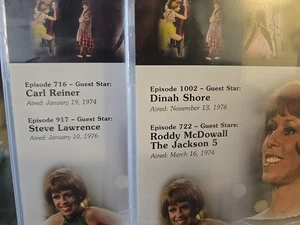 Episode 716 – Guest Star:
Carl Reiner
Aired: January 19, 1974
Episode 917 – Guest Stars:
Steve Lawrence
Aired: January 10, 1976
Episode 1002 – Guest Star:
Dinah Shore
Aired: November 13, 1976
Episode 722 – Guest Stars:
Roddy McDowall
The Jackson 5
Aired: March 16, 1974